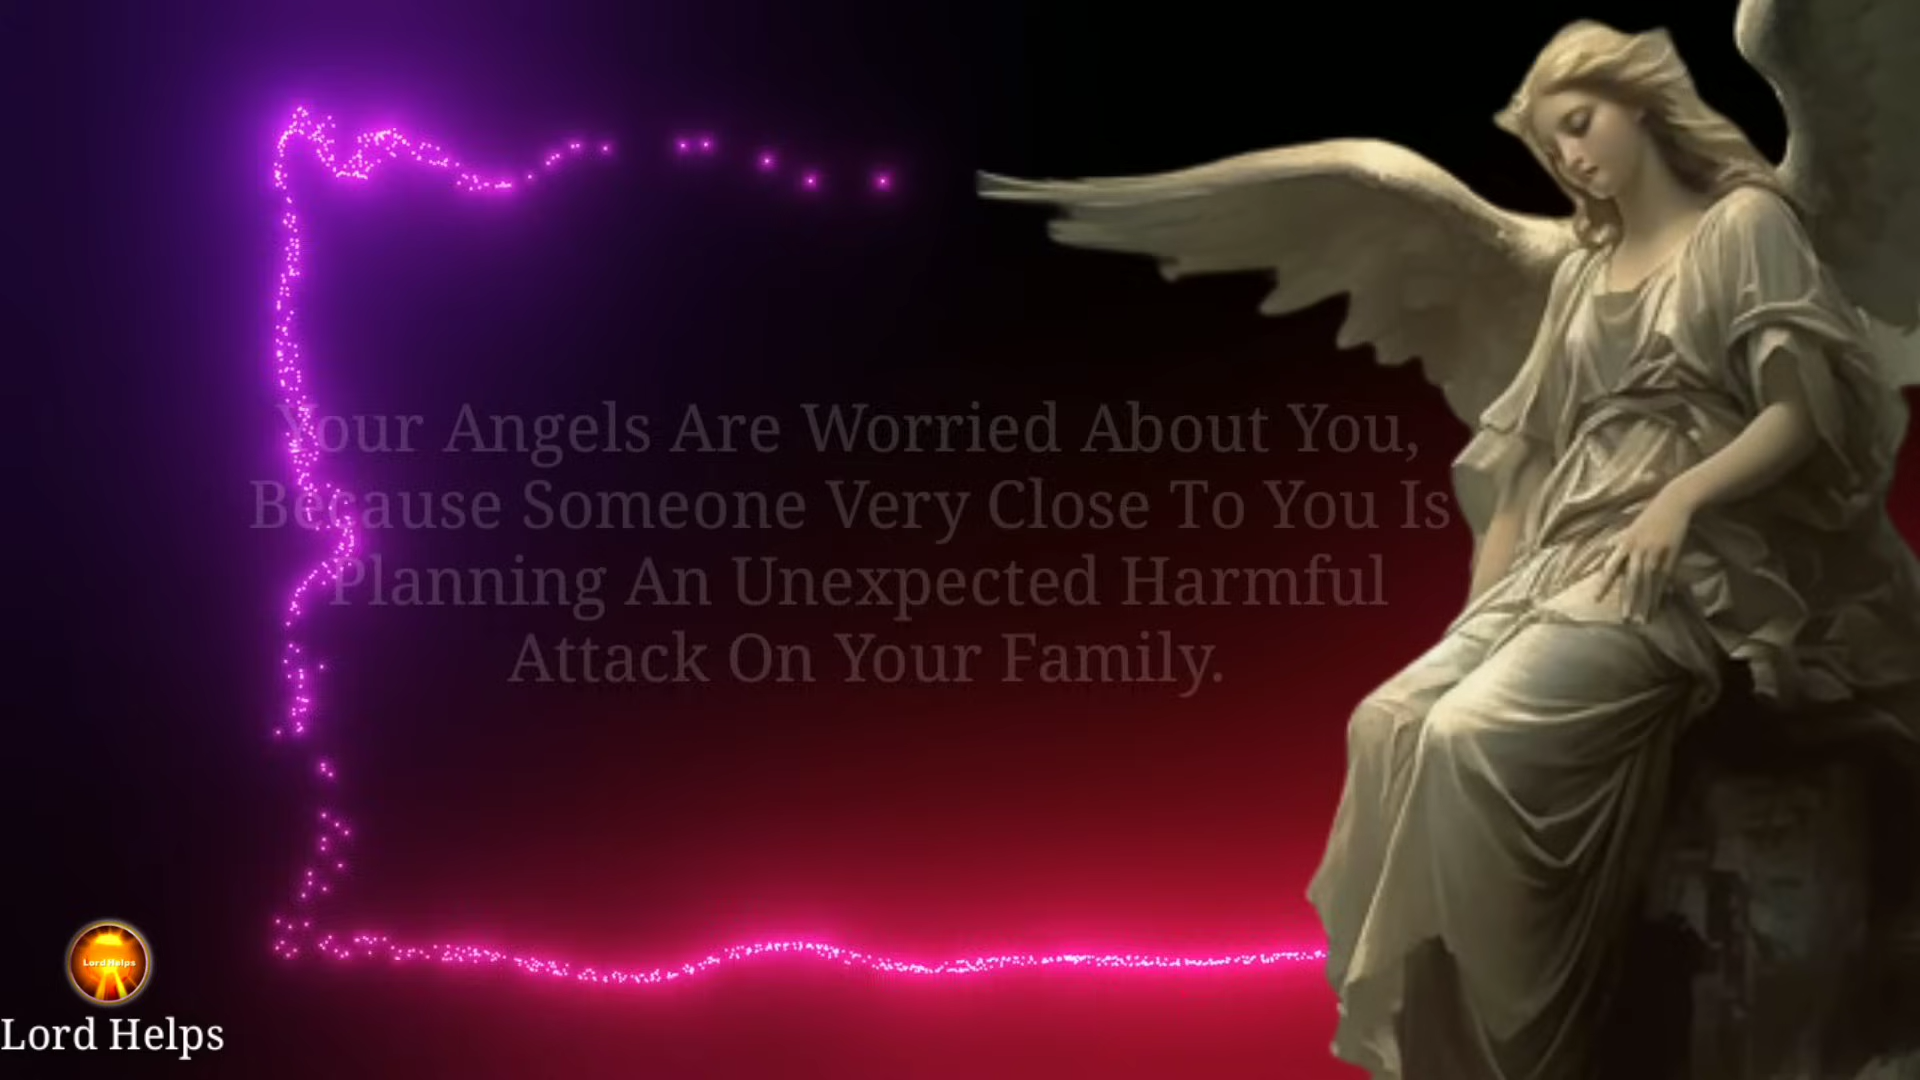 Your Angels Are Worried About You,
Because Someone Very Close To You Is
Planning An Unexpected Harmful
Attack On Your Family.
Lord Helps
Lord Helps